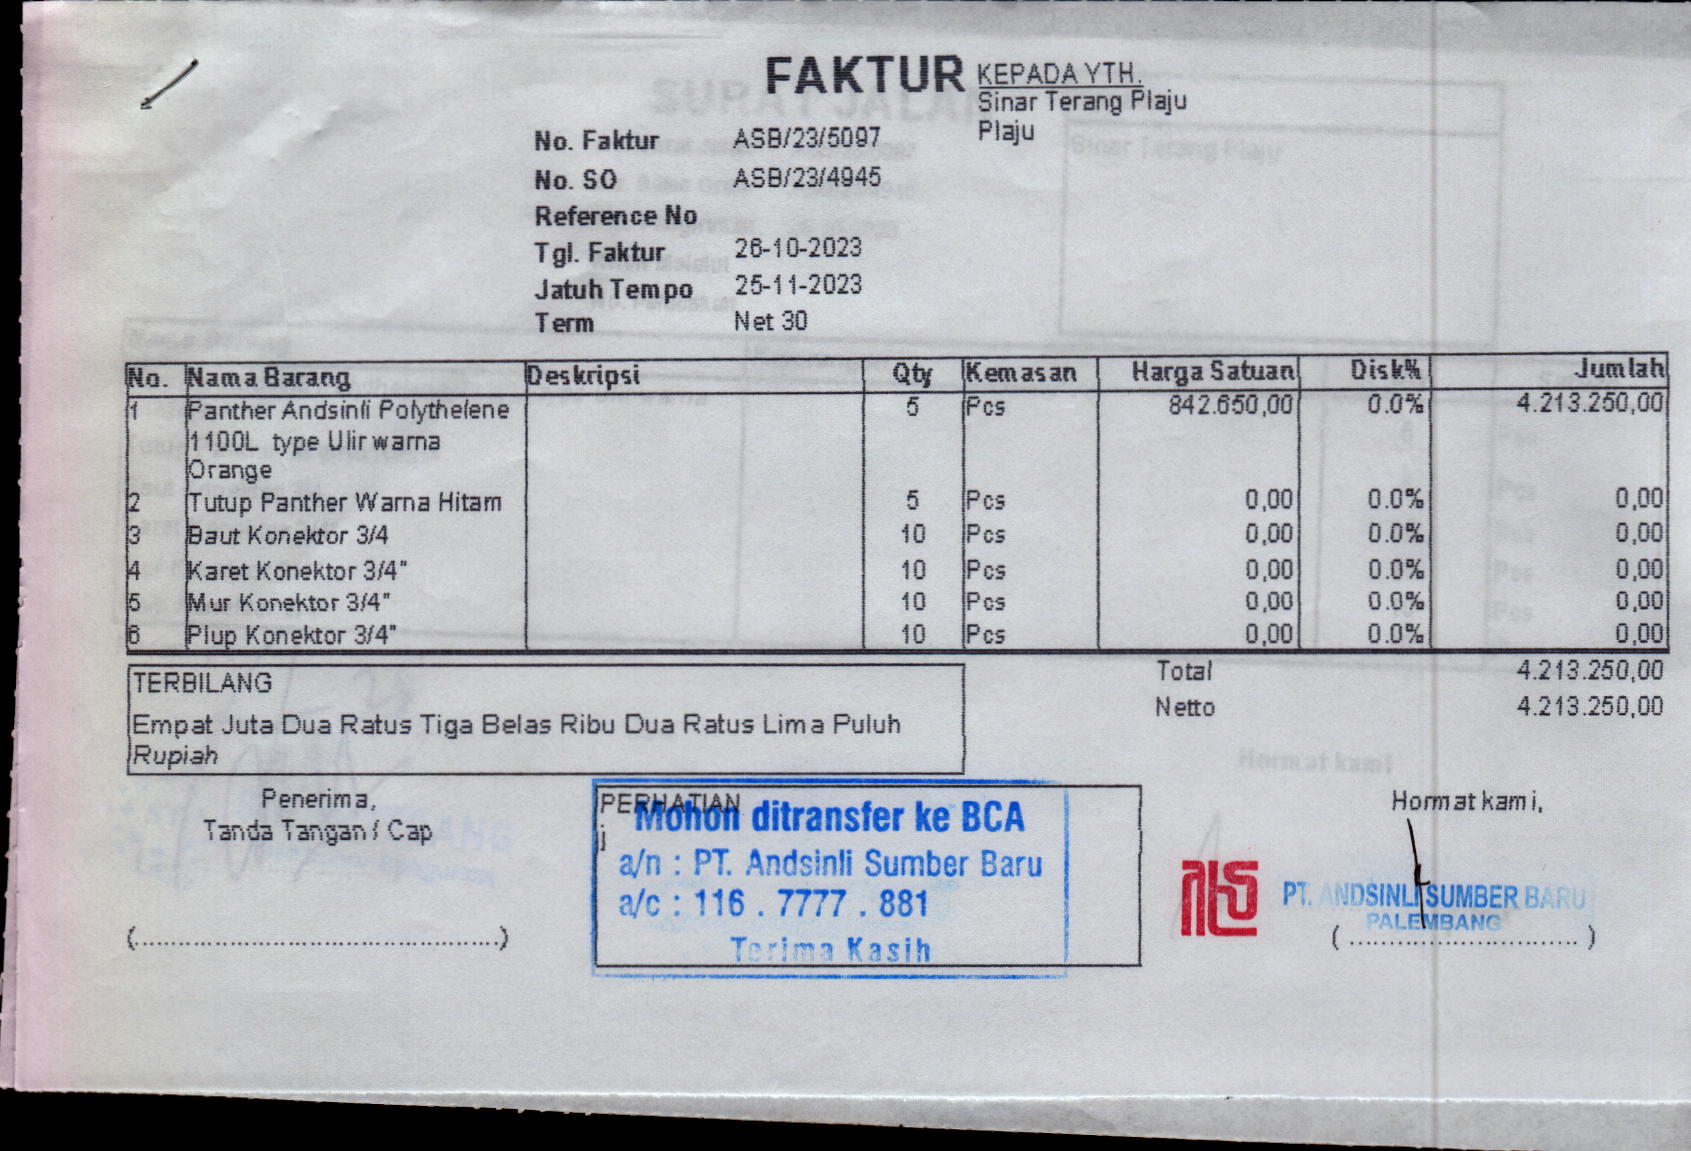 FAKTUR
KEPADA YTH.
Sinar Terang Plaju
Plaju
No. Faktur ASB/23/5097
No. SO ASB/23/4945
Reference No
Tgl. Faktur 26-10-2023
Jatuh Tempo 25-11-2023
Term Net 30
No. Nama Barang Deskripsi Qty Kemasan Harga Satuan Disk% Jumlah
1 Panther Andsinli Polythelene 5 Pcs 842.650,00 0.0% 4.213.250,00
1100L type Ulir warna
Orange
2 Tutup Panther Warna Hitam 5 Pcs 0,00 0.0% 0,00
3 Baut Konektor 3/4 10 Pcs 0,00 0.0% 0,00
4 Karet Konektor 3/4" 10 Pcs 0,00 0.0% 0,00
5 Mur Konektor 3/4" 10 Pcs 0,00 0.0% 0,00
6 Plup Konektor 3/4" 10 Pcs 0,00 0.0% 0,00
Total 4.213.250,00
Netto 4.213.250,00
TERBILANG
Empat Juta Dua Ratus Tiga Belas Ribu Dua Ratus Lima Puluh
Rupiah
Penerima,
Tanda Tangan / Cap
(................................................)
PERHATIAN
Mohon ditransfer ke BCA
a/n : PT. Andsinli Sumber Baru
a/c : 116 . 7777 . 881
Terima Kasih
Hormat kami,
PT. ANDSINLI SUMBER BARU
PALEMBANG
( .............................. )